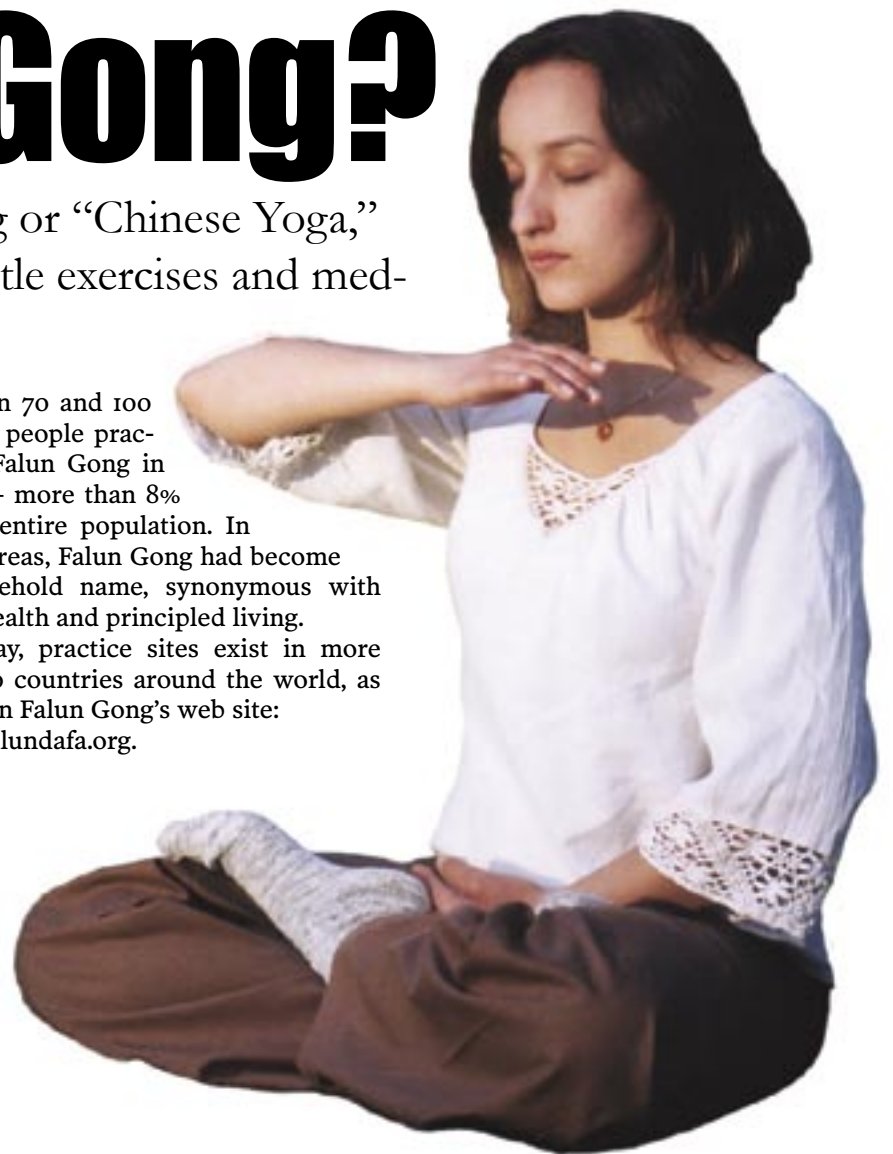 Gong?
g or “Chinese Yoga,”
tle exercises and med-
n 70 and 100
people prac-
Falun Gong in
- more than 8%
entire population. In
reas, Falun Gong had become
ehold name, synonymous with
ealth and principled living.
ay, practice sites exist in more
0 countries around the world, as
n Falun Gong’s web site:
lundafa.org.